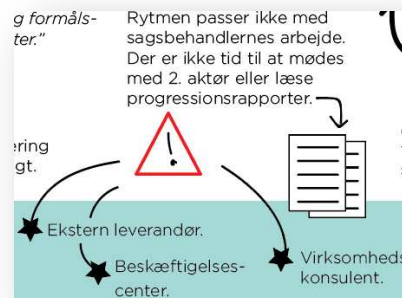 g formåls-
ter.”
Rytmen passer ikke med
sagsbehandlernes arbejde.
Der er ikke tid til at mødes
med 2. aktør eller læse
progressionsrapporter.
ering
gt.
!
Ekstern leverandør.
Beskæftigelses-
center.
Virksomheds
konsulent.